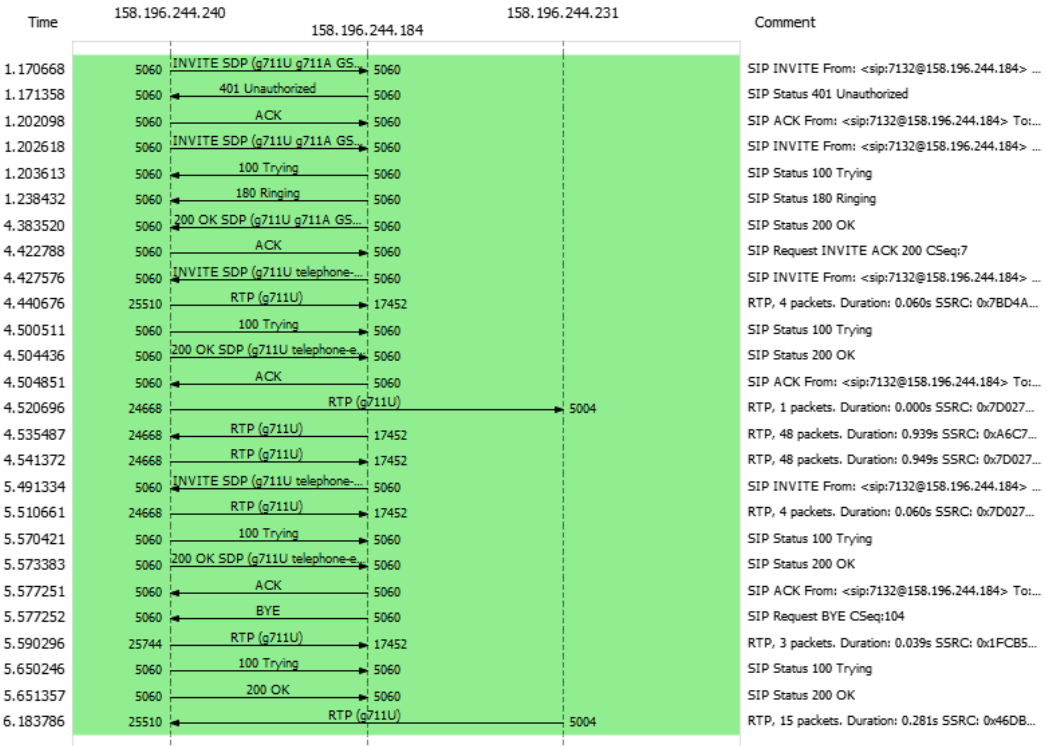 Time 158.196.244.240 158.196.244.184 158.196.244.231 Comment
1.170668 5060 INVITE SDP (g711U g711A GS... 5060 SIP INVITE From: <sip:7132@158.196.244.184> ...
1.171358 5060 401 Unauthorized 5060 SIP Status 401 Unauthorized
1.202098 5060 ACK 5060 SIP ACK From: <sip:7132@158.196.244.184> To:...
1.202618 5060 INVITE SDP (g711U g711A GS... 5060 SIP INVITE From: <sip:7132@158.196.244.184> ...
1.203613 5060 100 Trying 5060 SIP Status 100 Trying
1.238432 5060 180 Ringing 5060 SIP Status 180 Ringing
4.383520 5060 200 OK SDP (g711U g711A GS... 5060 SIP Status 200 OK
4.422788 5060 ACK 5060 SIP Request INVITE ACK 200 CSeq:7
4.427576 5060 INVITE SDP (g711U telephone-... 5060 SIP INVITE From: <sip:7132@158.196.244.184> ...
4.440676 25510 RTP (g711U) 17452 RTP, 4 packets. Duration: 0.060s SSRC: 0x7BD4A...
4.500511 5060 100 Trying 5060 SIP Status 100 Trying
4.504436 5060 200 OK SDP (g711U telephone-e... 5060 SIP Status 200 OK
4.504851 5060 ACK 5060 SIP ACK From: <sip:7132@158.196.244.184> To:...
4.520696 24668 RTP (g711U) 5004 RTP, 1 packets. Duration: 0.000s SSRC: 0x7D027...
4.535487 24668 RTP (g711U) 17452 RTP, 48 packets. Duration: 0.939s SSRC: 0xA6C7...
4.541372 24668 RTP (g711U) 17452 RTP, 48 packets. Duration: 0.949s SSRC: 0x7D027...
5.491334 5060 INVITE SDP (g711U telephone-... 5060 SIP INVITE From: <sip:7132@158.196.244.184> ...
5.510661 24668 RTP (g711U) 17452 RTP, 4 packets. Duration: 0.060s SSRC: 0x7D027...
5.570421 5060 100 Trying 5060 SIP Status 100 Trying
5.573383 5060 200 OK SDP (g711U telephone-e... 5060 SIP Status 200 OK
5.577251 5060 ACK 5060 SIP ACK From: <sip:7132@158.196.244.184> To:...
5.577252 5060 BYE 5060 SIP Request BYE CSeq:104
5.590296 25744 RTP (g711U) 17452 RTP, 3 packets. Duration: 0.039s SSRC: 0x1FCB5...
5.650246 5060 100 Trying 5060 SIP Status 100 Trying
5.651357 5060 200 OK 5060 SIP Status 200 OK
6.183786 25510 RTP (g711U) 5004 RTP, 15 packets. Duration: 0.281s SSRC: 0x46DB...